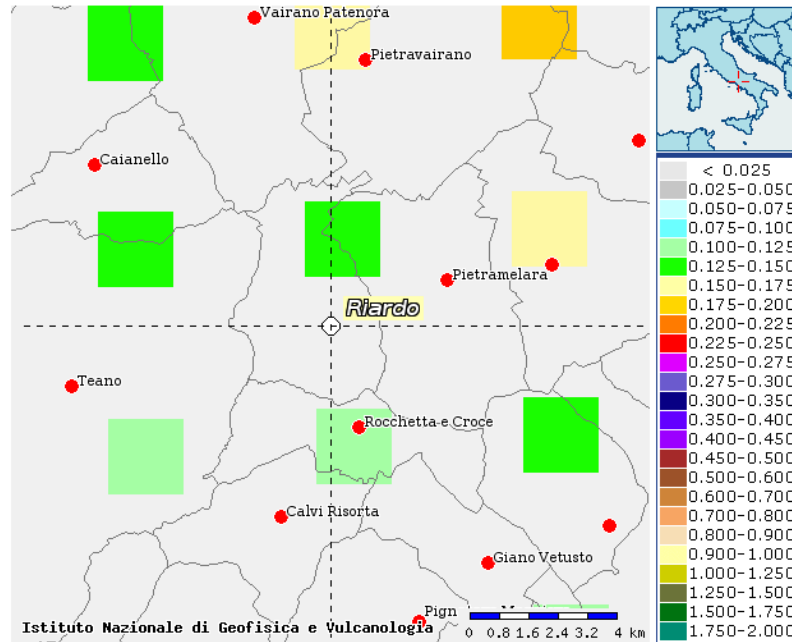 Vairano Patenora
Pietravairano
Caianello
Pietramelara
Riardo
Teano
Rocchetta e Croce
Calvi Risorta
Giano Vetusto
Pign
Istituto Nazionale di Geofisica e Vulcanologia
0 0.8 1.6 2.4 3.2 4 km
< 0.025
0.025-0.050
0.050-0.075
0.075-0.100
0.100-0.125
0.125-0.150
0.150-0.175
0.175-0.200
0.200-0.225
0.225-0.250
0.250-0.275
0.275-0.300
0.300-0.350
0.350-0.400
0.400-0.450
0.450-0.500
0.500-0.600
0.600-0.700
0.700-0.800
0.800-0.900
0.900-1.000
1.000-1.250
1.250-1.500
1.500-1.750
1.750-2.000